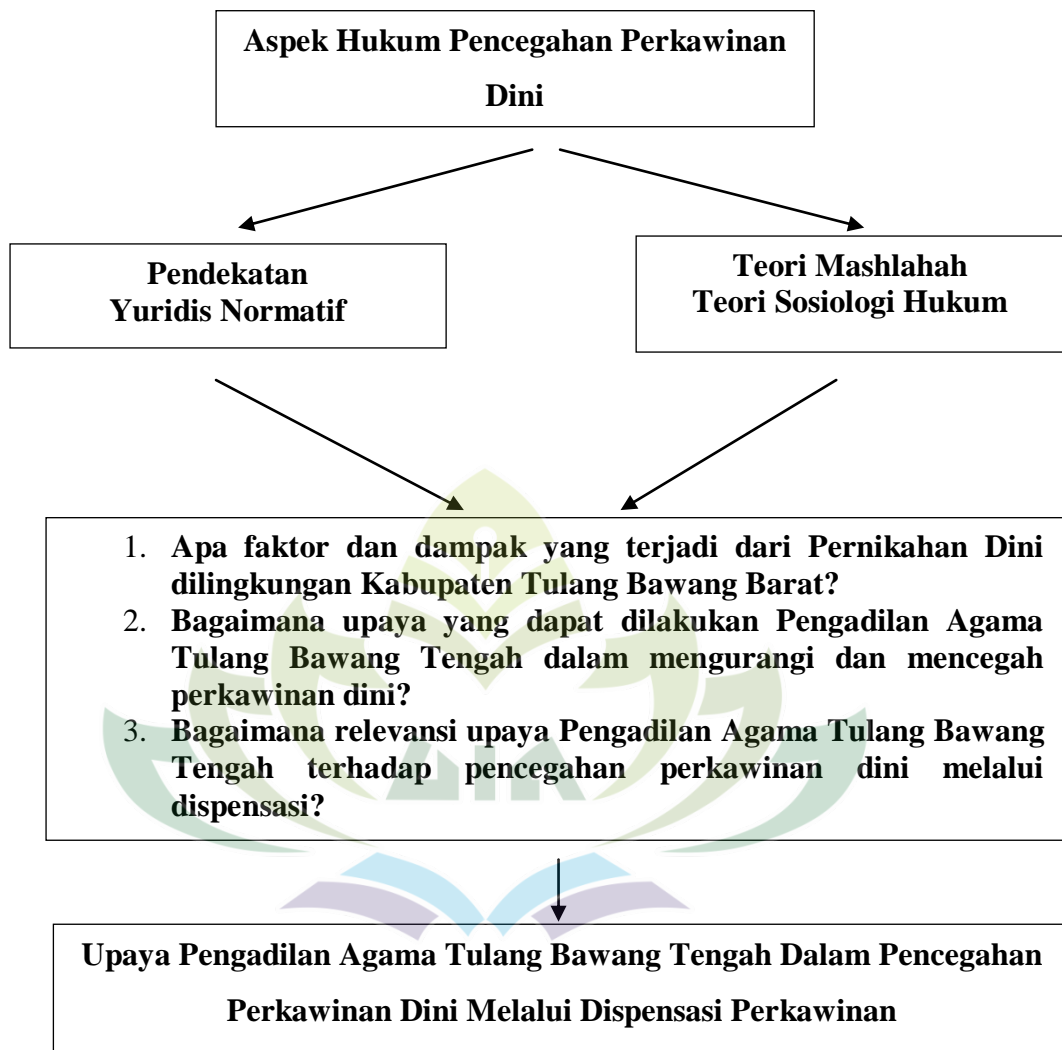 Aspek Hukum Pencegahan Perkawinan
Dini
Pendekatan
Yuridis Normatif
Teori Mashlahah
Teori Sosiologi Hukum
1. Apa faktor dan dampak yang terjadi dari Pernikahan Dini
dilingkungan Kabupaten Tulang Bawang Barat?
2. Bagaimana upaya yang dapat dilakukan Pengadilan Agama
Tulang Bawang Tengah dalam mengurangi dan mencegah
perkawinan dini?
3. Bagaimana relevansi upaya Pengadilan Agama Tulang Bawang
Tengah terhadap pencegahan perkawinan dini melalui
dispensasi?
Upaya Pengadilan Agama Tulang Bawang Tengah Dalam Pencegahan
Perkawinan Dini Melalui Dispensasi Perkawinan